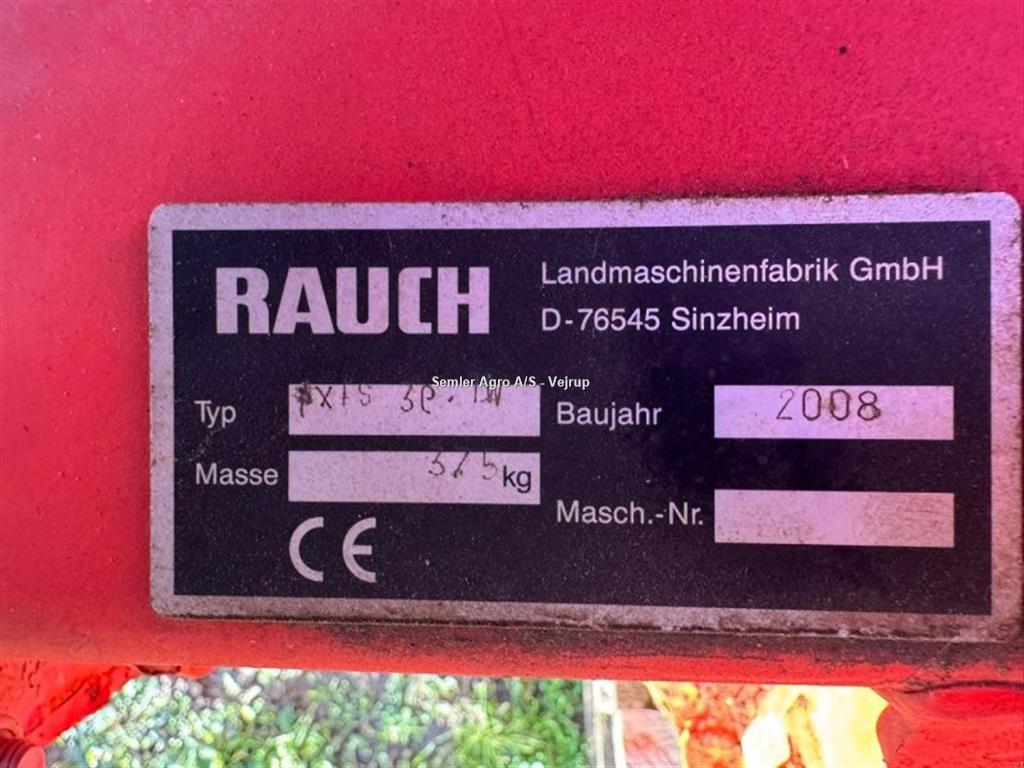 RAUCH
Landmaschinenfabrik GmbH
D-76545 Sinzheim
Semler Agro A/S - Vejrup
Typ
Baujahr 2008
Masse kg
Masch.-Nr.
CE